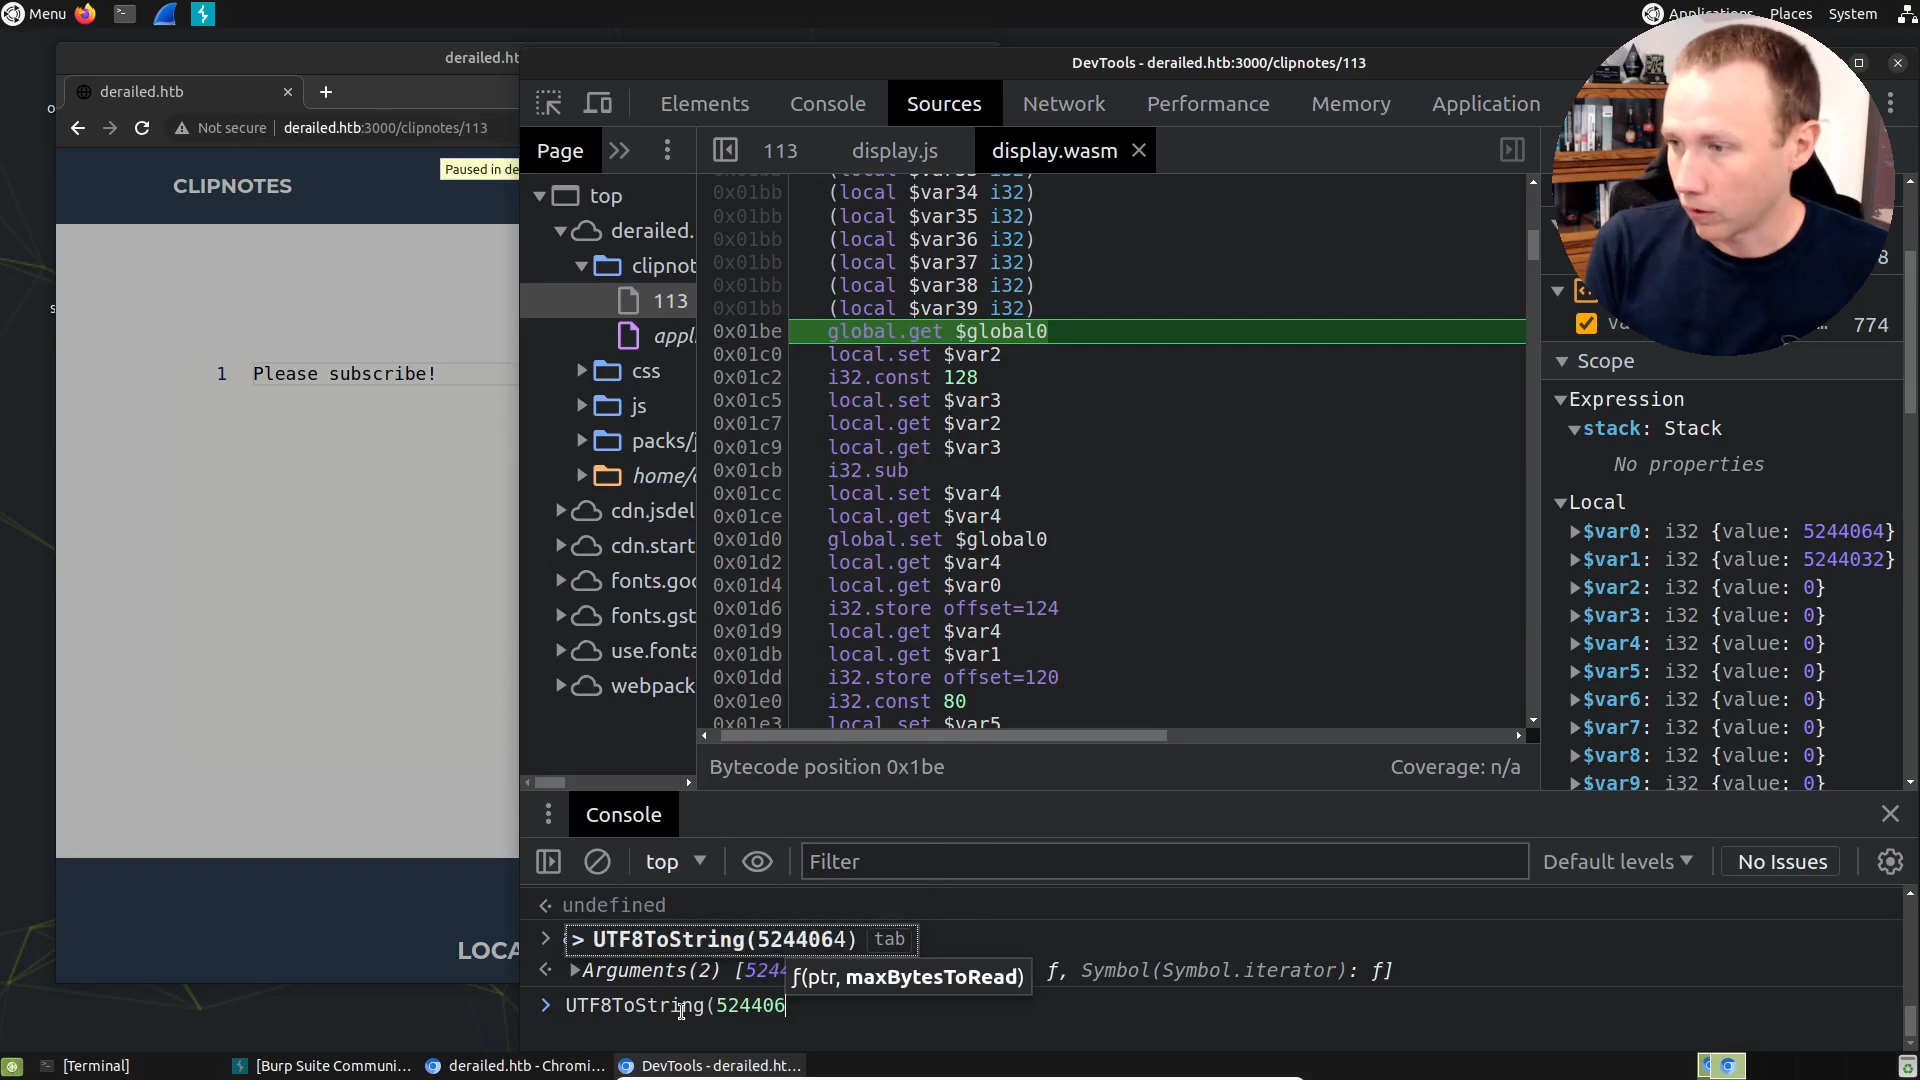 Menu
Applications Places System
derailed.ht
derailed.htb × +
Not secure derailed.htb:3000/clipnotes/113
Paused in de
CLIPNOTES
1 Please subscribe!
LOCA
DevTools - derailed.htb:3000/clipnotes/113
Elements Console Sources Network Performance Memory Application
Page 113 display.js display.wasm
top
derailed.
clipnot
113
appl
css
js
packs/j
home/
cdn.jsdel
cdn.start
fonts.goo
fonts.gst
use.fonta
webpack
0x01bb (local $var34 i32)
0x01bb (local $var35 i32)
0x01bb (local $var36 i32)
0x01bb (local $var37 i32)
0x01bb (local $var38 i32)
0x01bb (local $var39 i32)
0x01be global.get $global0
0x01c0 local.set $var2
0x01c2 i32.const 128
0x01c5 local.set $var3
0x01c7 local.get $var2
0x01c9 local.get $var3
0x01cb i32.sub
0x01cc local.set $var4
0x01ce local.get $var4
0x01d0 global.set $global0
0x01d2 local.get $var4
0x01d4 local.get $var0
0x01d6 i32.store offset=124
0x01d9 local.get $var4
0x01db local.get $var1
0x01dd i32.store offset=120
0x01e0 i32.const 80
0x01e3 local.set $var5
Bytecode position 0x1be Coverage: n/a
8
774
Scope
Expression
stack: Stack
No properties
Local
$var0: i32 {value: 5244064}
$var1: i32 {value: 5244032}
$var2: i32 {value: 0}
$var3: i32 {value: 0}
$var4: i32 {value: 0}
$var5: i32 {value: 0}
$var6: i32 {value: 0}
$var7: i32 {value: 0}
$var8: i32 {value: 0}
$var9: i32 {value: 0}
Console
top Filter Default levels No Issues
undefined
> UTF8ToString(5244064) tab
Arguments(2) [5244 ƒ, Symbol(Symbol.iterator): ƒ]
ƒ(ptr, maxBytesToRead)
> UTF8ToString(524406
[Terminal] [Burp Suite Communi... derailed.htb - Chromi... DevTools - derailed.ht...